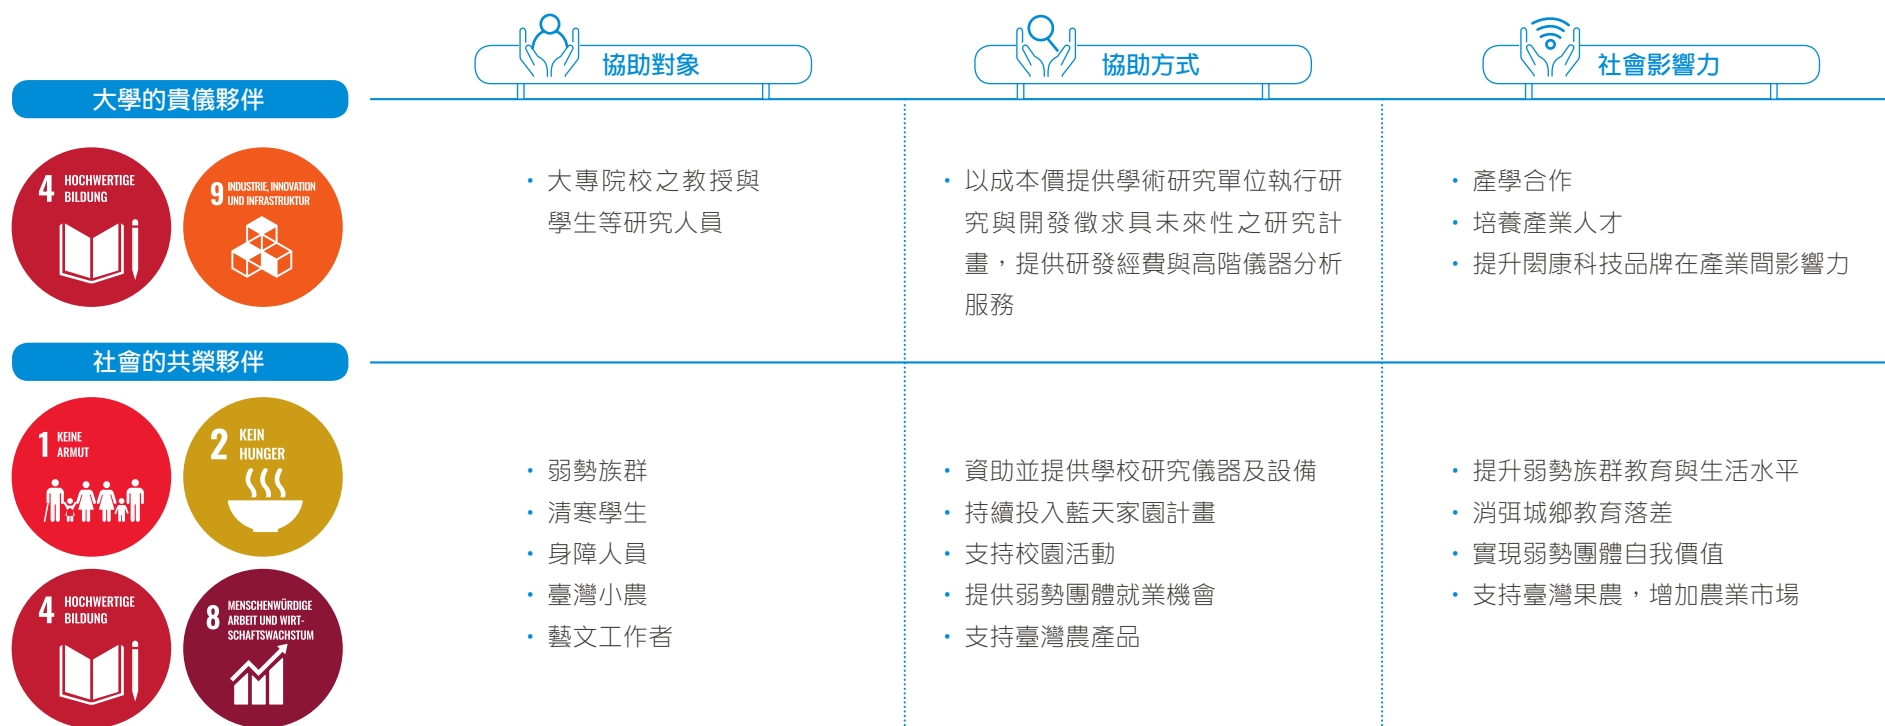 協助對象
協助方式
社會影響力
大學的貴儀夥伴
4 HOCHWERTIGE
BILDUNG
9 INDUSTRIE, INNOVATION
UND INFRASTRUKTUR
• 大專院校之教授與
學生等研究人員
• 以成本價提供學術研究單位執行研
究與開發徵求具未來性之研究計
畫，提供研發經費與高階儀器分析
服務
• 產學合作
• 培養產業人才
• 提升閎康科技品牌在產業間影響力
社會的共榮夥伴
1 KEINE
ARMUT
2 KEIN
HUNGER
4 HOCHWERTIGE
BILDUNG
8 MENSCHENWÜRDIGE
ARBEIT UND WIRT-
SCHAFTSWACHSTUM
• 弱勢族群
• 清寒學生
• 身障人員
• 臺灣小農
• 藝文工作者
• 資助並提供學校研究儀器及設備
• 持續投入藍天家園計畫
• 支持校園活動
• 提供弱勢團體就業機會
• 支持臺灣農產品
• 提升弱勢族群教育與生活水平
• 消弭城鄉教育落差
• 實現弱勢團體自我價值
• 支持臺灣果農，增加農業市場